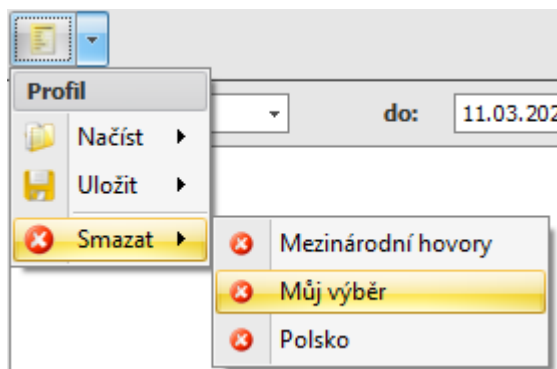 Profil
do: 11.03.202
Načíst
Uložit
Smazat
Mezinárodní hovory
Můj výběr
Polsko